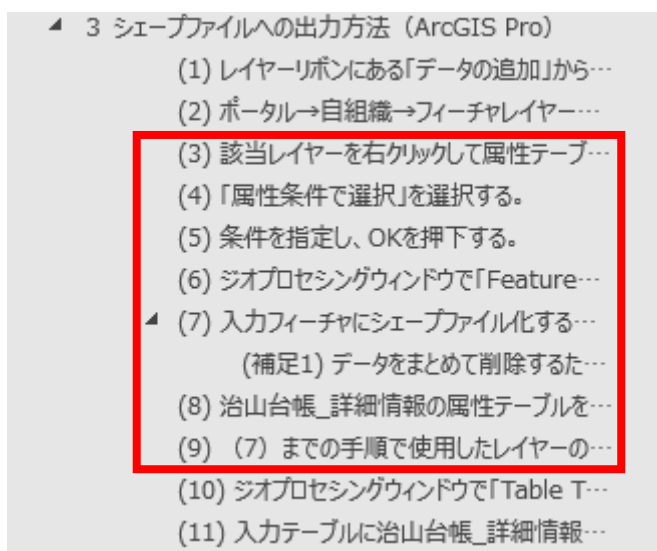 3 シェープファイルへの出力方法（ArcGIS Pro）
(1) レイヤーリボンにある「データの追加」から…
(2) ポータル→自組織→フィーチャレイヤー…
(3) 該当レイヤーを右クリックして属性テーブ…
(4) 「属性条件で選択」を選択する。
(5) 条件を指定し、OKを押下する。
(6) ジオプロセシングウィンドウで「Feature…
(7) 入力フィーチャにシェープファイル化する…
(補足1) データをまとめて削除するた…
(8) 治山台帳_詳細情報の属性テーブルを…
(9) （7）までの手順で使用したレイヤーの…
(10) ジオプロセシングウィンドウで「Table T…
(11) 入力テーブルに治山台帳_詳細情報…